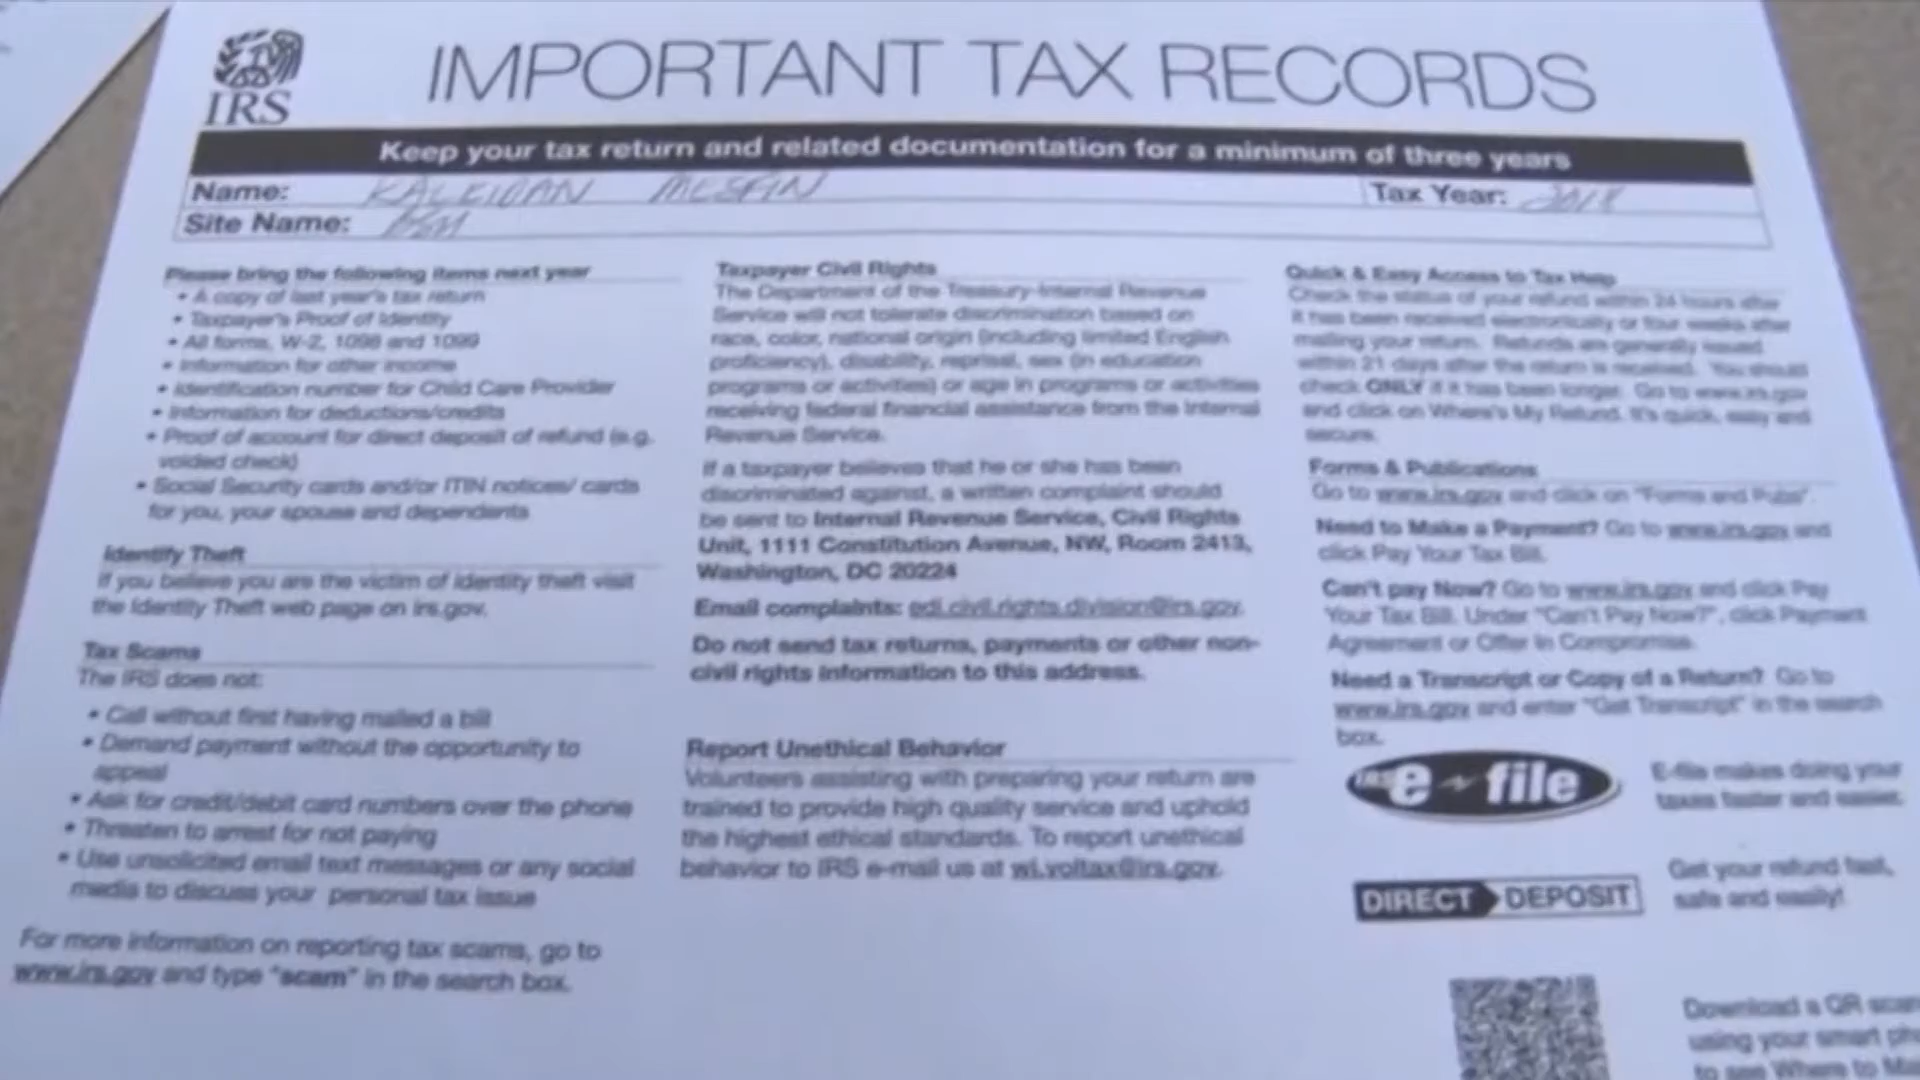 IRS
IMPORTANT TAX RECORDS
Keep your tax return and related documentation for a minimum of three years
Name: KALKIDAN MESFIN
Tax Year: 2018
Site Name:
Please bring the following items next year
• A copy of last year's tax return
• Taxpayer's Proof of Identity
• All forms, W-2, 1098 and 1099
• Information for other income
• Identification number for Child Care Provider
• Information for deductions/credits
• Proof of account for direct deposit of refund (e.g.
voided check)
• Social Security cards and/or ITIN notices/ cards
for you, your spouse and dependents
Identify Theft
If you believe you are the victim of identity theft visit
the Identity Theft web page on irs.gov.
Tax Scams
The IRS does not:
• Call without first having mailed a bill
• Demand payment without the opportunity to
appeal
• Ask for credit/debit card numbers over the phone
• Threaten to arrest for not paying
• Use unsolicited email text messages or any social
media to discuss your personal tax issue
For more information on reporting tax scams, go to
www.irs.gov and type "scam" in the search box.
Taxpayer Civil Rights
The Department of the Treasury-Internal Revenue
Service will not tolerate discrimination based on
race, color, national origin (including limited English
proficiency), disability, reprisal, sex (in education
programs or activities) or age in programs or activities
receiving federal financial assistance from the Internal
Revenue Service.
If a taxpayer believes that he or she has been
discriminated against, a written complaint should
be sent to Internal Revenue Service, Civil Rights
Unit, 1111 Constitution Avenue, NW, Room 2413,
Washington, DC 20224
Email complaints: edi.civil.rights.division@irs.gov.
Do not send tax returns, payments or other non-
civil rights information to this address.
Report Unethical Behavior
Volunteers assisting with preparing your return are
trained to provide high quality service and uphold
the highest ethical standards. To report unethical
behavior to IRS e-mail us at wi.voltax@irs.gov.
Quick & Easy Access to Tax Help
Check the status of your refund within 24 hours after
it has been received electronically or four weeks after
mailing your return. Refunds are generally issued
within 21 days after the return is received. You should
check ONLY if it has been longer. Go to www.irs.gov
and click on Where's My Refund. It's quick, easy and
secure.
Forms & Publications
Go to www.irs.gov and click on "Forms and Pubs".
Need to Make a Payment? Go to www.irs.gov and
click Pay Your Tax Bill.
Can't pay Now? Go to www.irs.gov and click Pay
Your Tax Bill. Under "Can't Pay Now?", click Payment
Agreement or Offer in Compromise.
Need a Transcript or Copy of a Return? Go to
www.irs.gov and enter "Get Transcript" in the search
box.
IRS e file
E-file makes doing your
taxes faster and easier.
DIRECT DEPOSIT
Get your refund fast,
safe and easily!
Download a QR scan
using your smart ph
to see Where to Ma